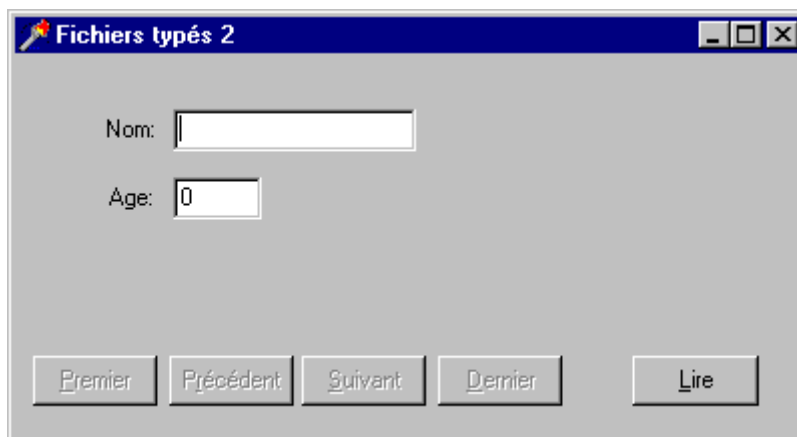 Fichiers typés 2
Nom:
Age: 0
Premier Précédent Suivant Dernier Lire